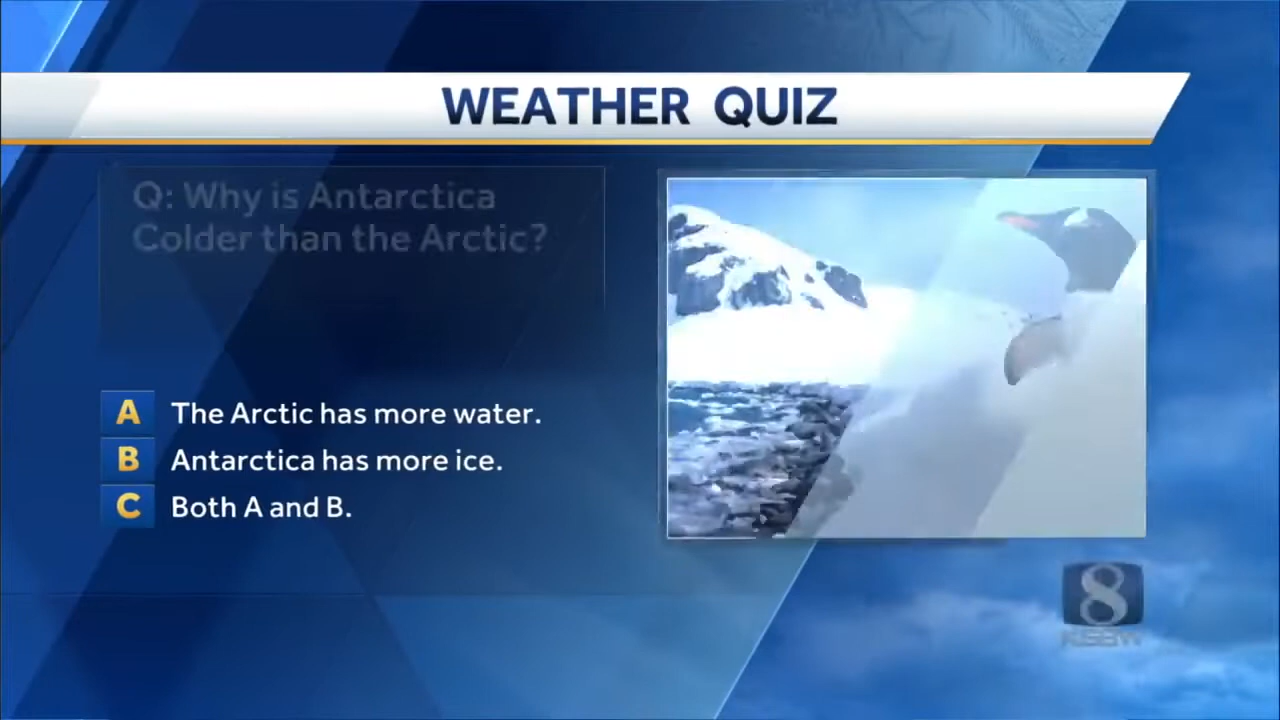 WEATHER QUIZ
Q: Why is Antarctica
Colder than the Arctic?
A The Arctic has more water.
B Antarctica has more ice.
C Both A and B.
8
KSBW